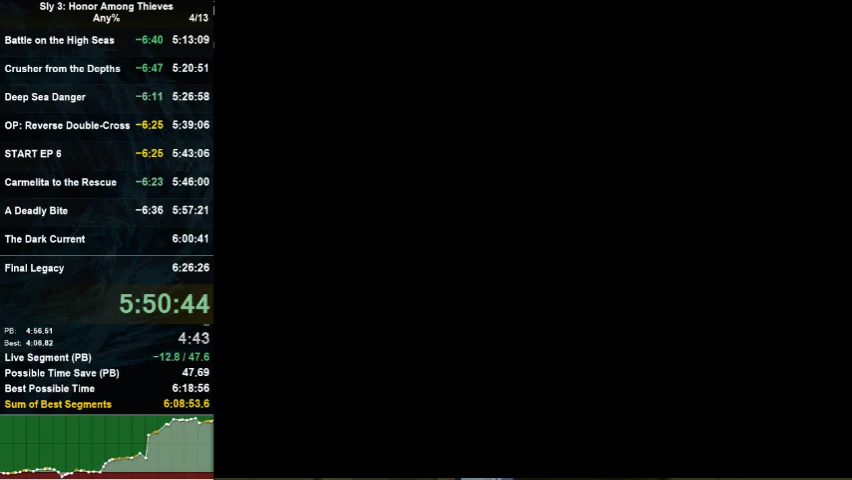 Sly 3: Honor Among Thieves
Any% 4/13
Battle on the High Seas −6:40 5:13:09
Crusher from the Depths −6:47 5:20:51
Deep Sea Danger −6:11 5:26:58
OP: Reverse Double-Cross −6:25 5:39:06
START EP 6 −6:25 5:43:06
Carmelita to the Rescue −6:23 5:46:00
A Deadly Bite −6:36 5:57:21
The Dark Current 6:00:41
Final Legacy 6:26:26
5:50:44
PB: 4:56.51
Best: 4:08.82
4:43
Live Segment (PB) −12.8 / 47.6
Possible Time Save (PB) 47.69
Best Possible Time 6:18:56
Sum of Best Segments 6:08:53.6